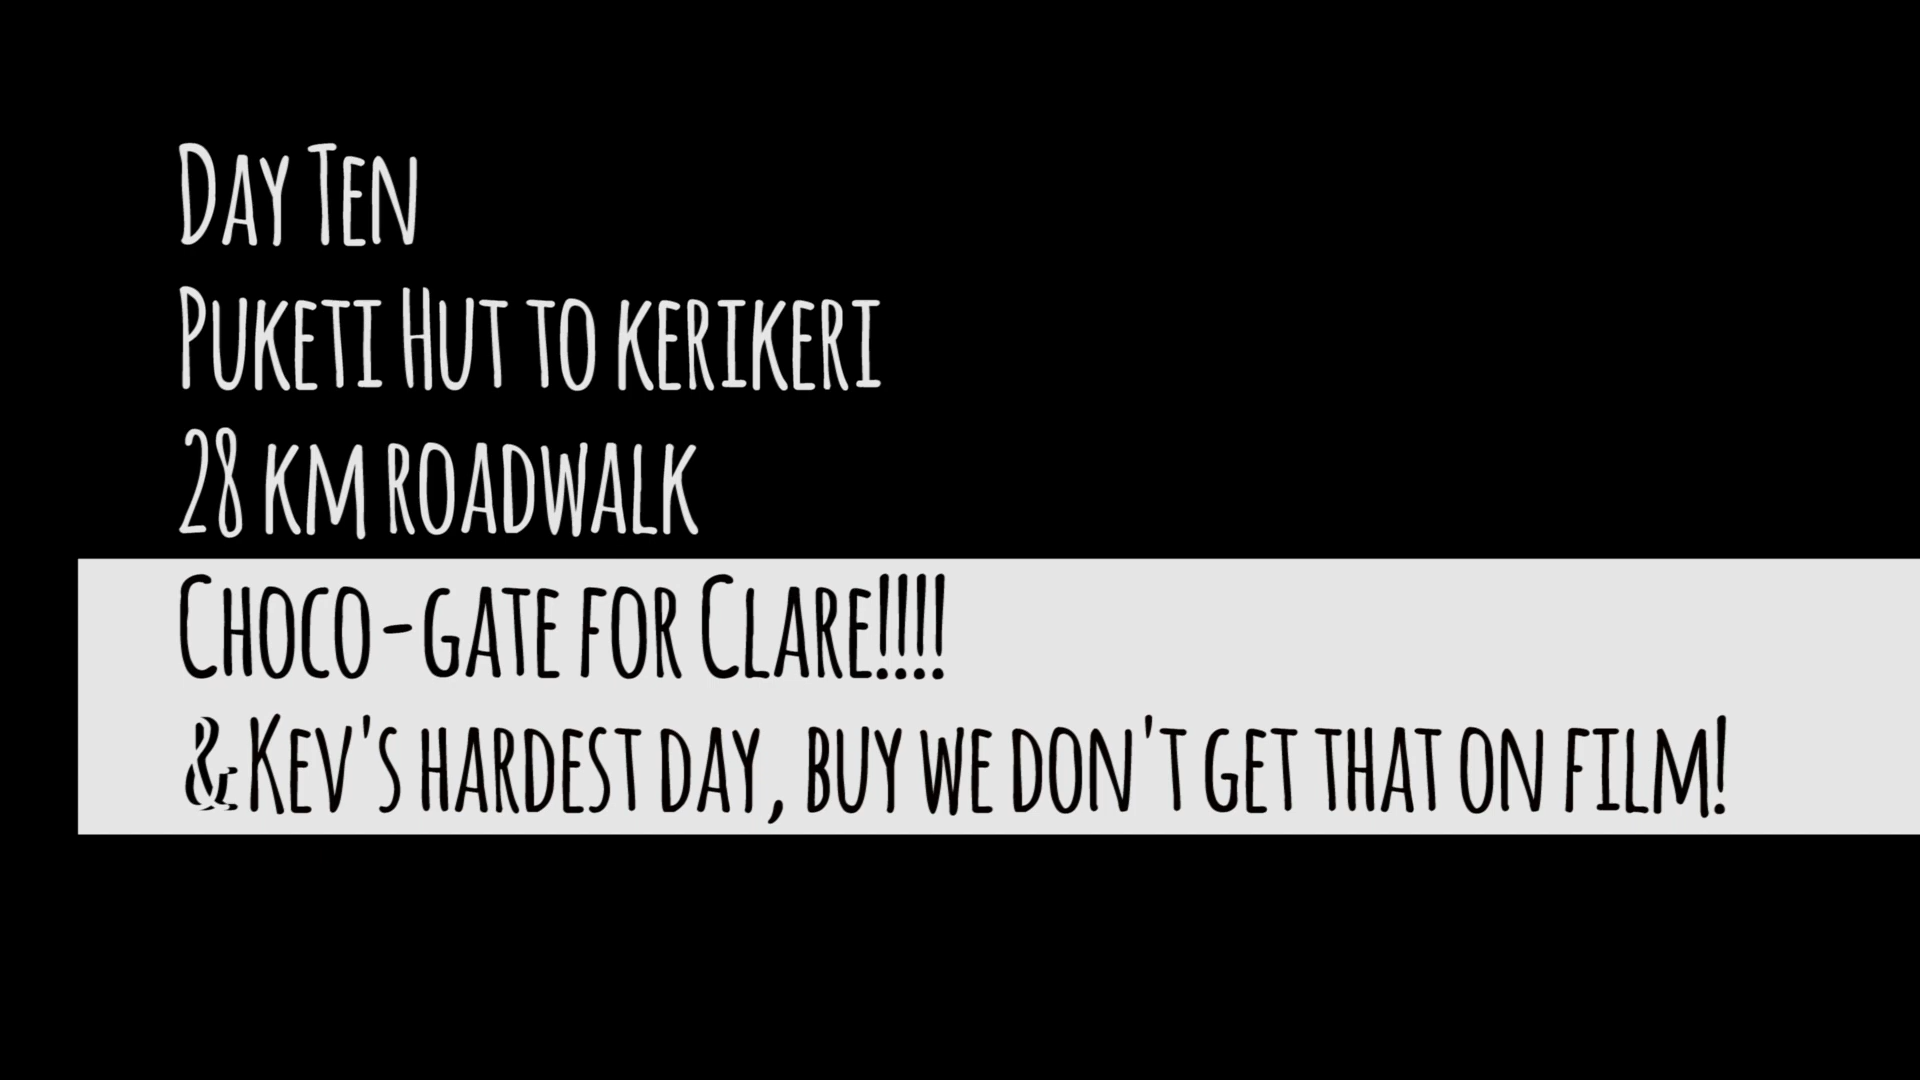 Day Ten
Puketi Hut to kerikeri
28 km roadwalk
Choco-gate for Clare!!!!
& Kev's hardest day, buy we don't get that on film!